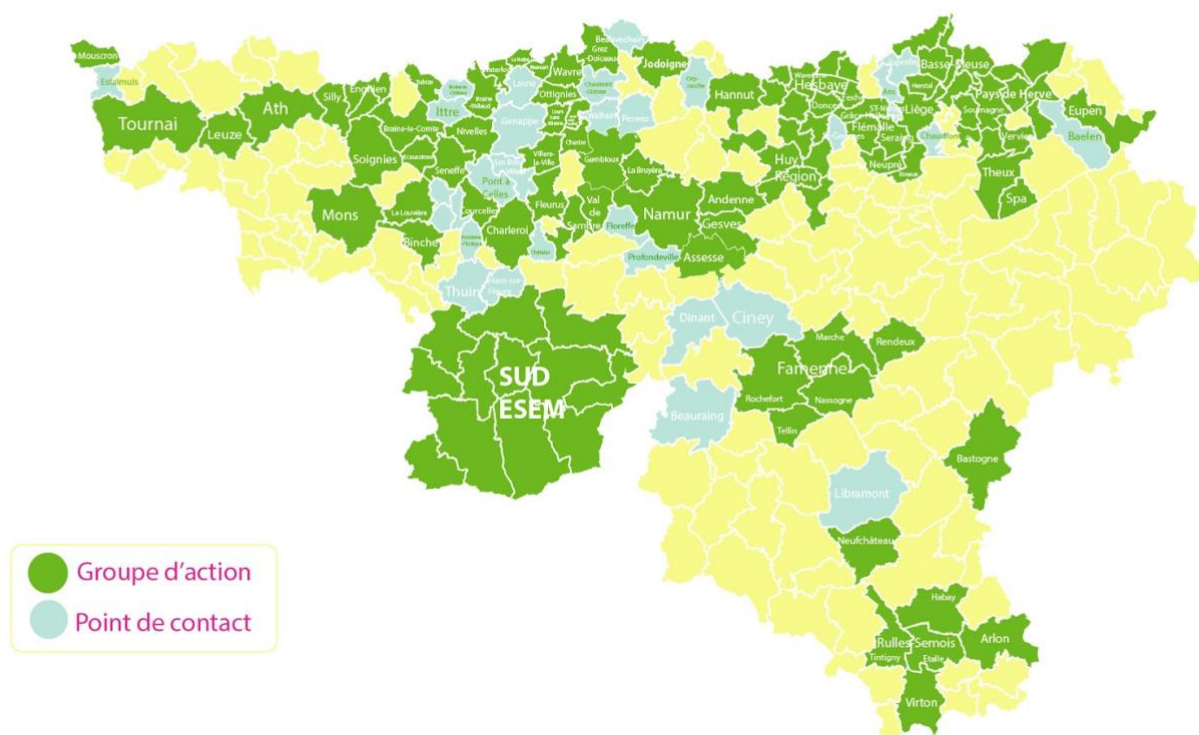 Mouscron
Estaimuis
Tournai
Leuze
Ath
Silly
Enghien
Ittre
Braine-la-Comte
Soignies
Ecaussinnes
Nivelles
Seneffe
Mons
La Louvière
Binche
Pont à
Celles
Courcelles
Charleroi
Thuin
Genappe
Lasne
Wavre
Ottignies
Grez
-Doiceau
Beauvechain
Jodoigne
Walhain
Perwez
Chastre
Villers-
la-Ville
Gembloux
La Bruyère
Fleurus
Val
de
Sambre
Floreffe
Namur
Profondeville
Andenne
Gesves
Assesse
Hannut
Waremme
Hesbaye
Huy
Région
Flémalle
Seraing
Neupré
Liège
Ans
Herstal
Basse-Meuse
Chaudfontaine
Pays de Herve
Soumagne
Verviers
Theux
Spa
Eupen
Baelen
SUD
ESEM
Dinant
Ciney
Marche
Rendeux
Famenne
Rochefort
Nassogne
Tellin
Beauraing
Bastogne
Libramont
Neufchâteau
Habay
Rulles-Semois
Tintigny
Etalle
Arlon
Virton
Groupe d'action
Point de contact